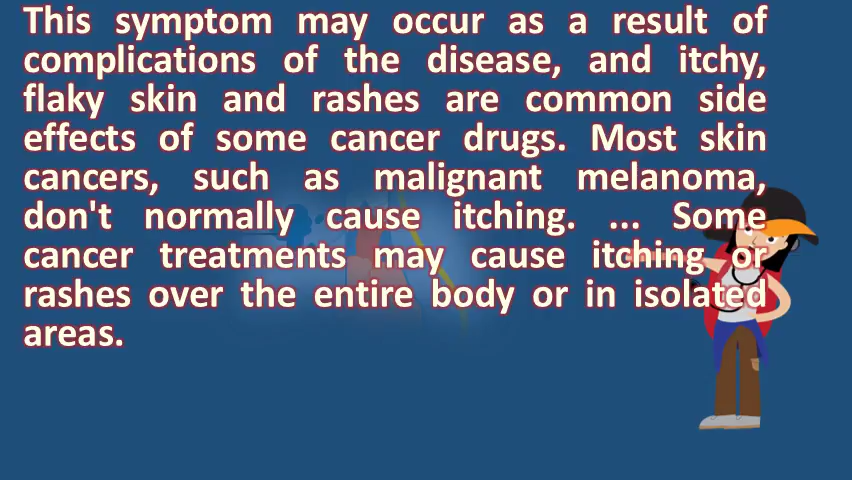 This symptom may occur as a result of
complications of the disease, and itchy,
flaky skin and rashes are common side
effects of some cancer drugs. Most skin
cancers, such as malignant melanoma,
don't normally cause itching. ... Some
cancer treatments may cause itching or
rashes over the entire body or in isolated
areas.